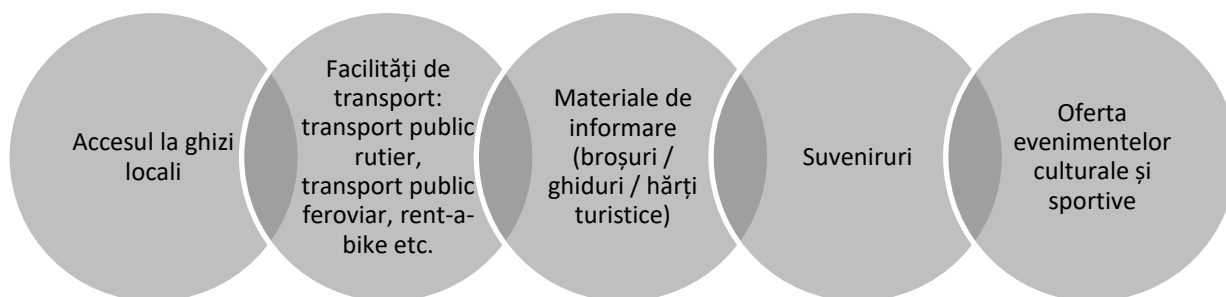 Accesul la ghizi
locali
Facilități de
transport:
transport public
rutier,
transport public
feroviar, rent-a-
bike etc.
Materiale de
informare
(broșuri /
ghiduri / hărți
turistice)
Suveniruri
Oferta
evenimentelor
culturale și
sportive